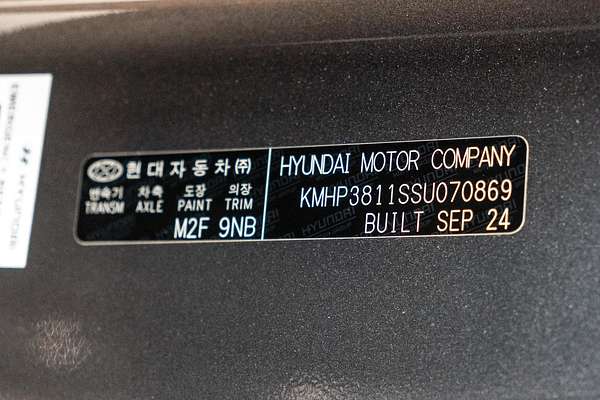 현대자동차㈜
변속기 차축 도장 의장
TRANSM AXLE PAINT TRIM
M2F 9NB
HYUNDAI MOTOR COMPANY
KMHP3811SSU070869
BUILT SEP 24